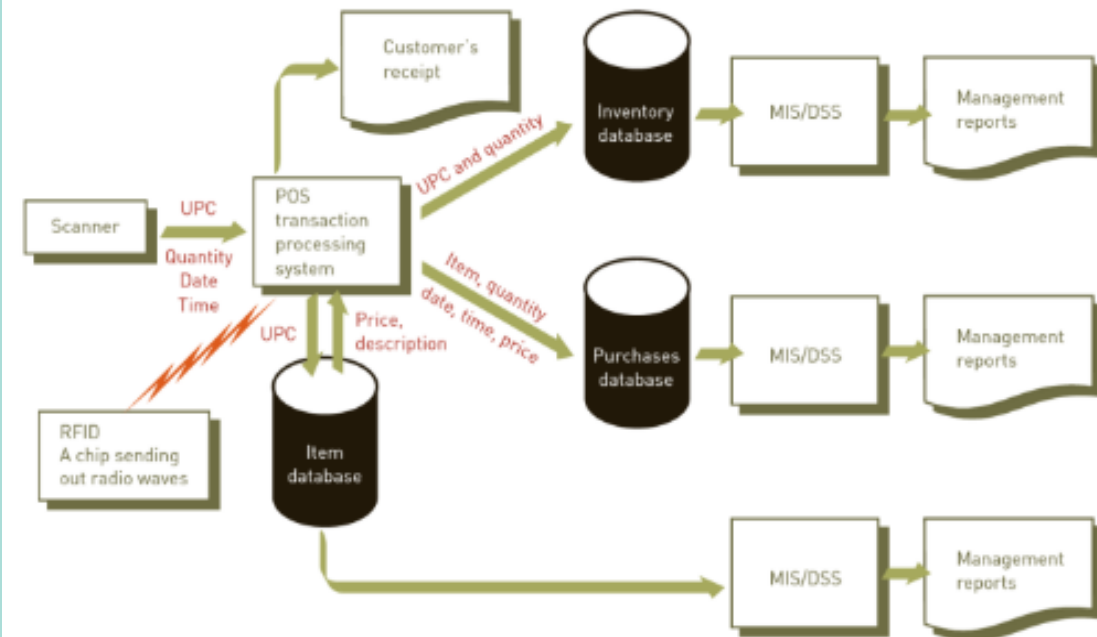 Customer's
receipt
Inventory
database
MIS/DSS
Management
reports
UPC and quantity
POS
transaction
processing
system
Scanner
UPC
Quantity
Date
Time
Item, quantity
date, time, price
UPC
Price,
description
Purchases
database
MIS/DSS
Management
reports
RFID
A chip sending
out radio waves
Item
database
MIS/DSS
Management
reports